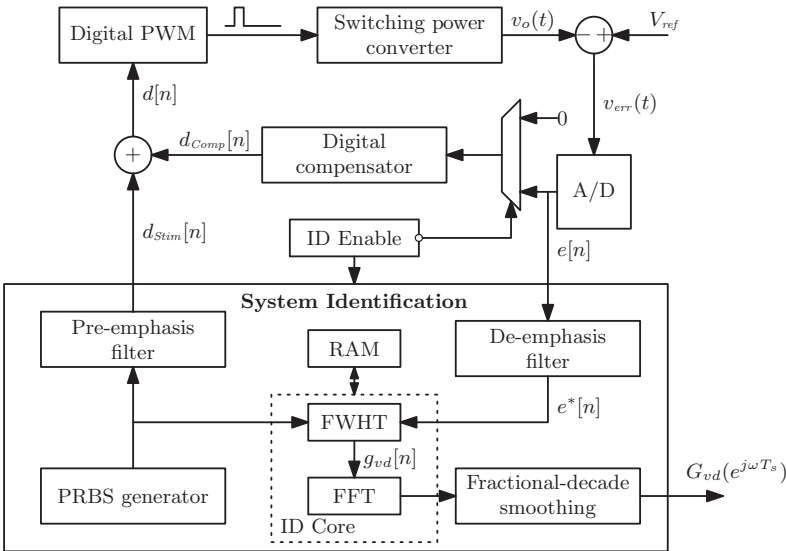 Digital PWM
Switching power
converter
v_o(t)
− +
V_ref
d[n]
v_err(t)
+
d_Comp[n]
Digital
compensator
0
A/D
d_Stim[n]
ID Enable
e[n]
System Identification
Pre-emphasis
filter
RAM
De-emphasis
filter
FWHT
e*[n]
g_vd[n]
PRBS generator
FFT
ID Core
Fractional-decade
smoothing
G_vd(e^{jωT_s})